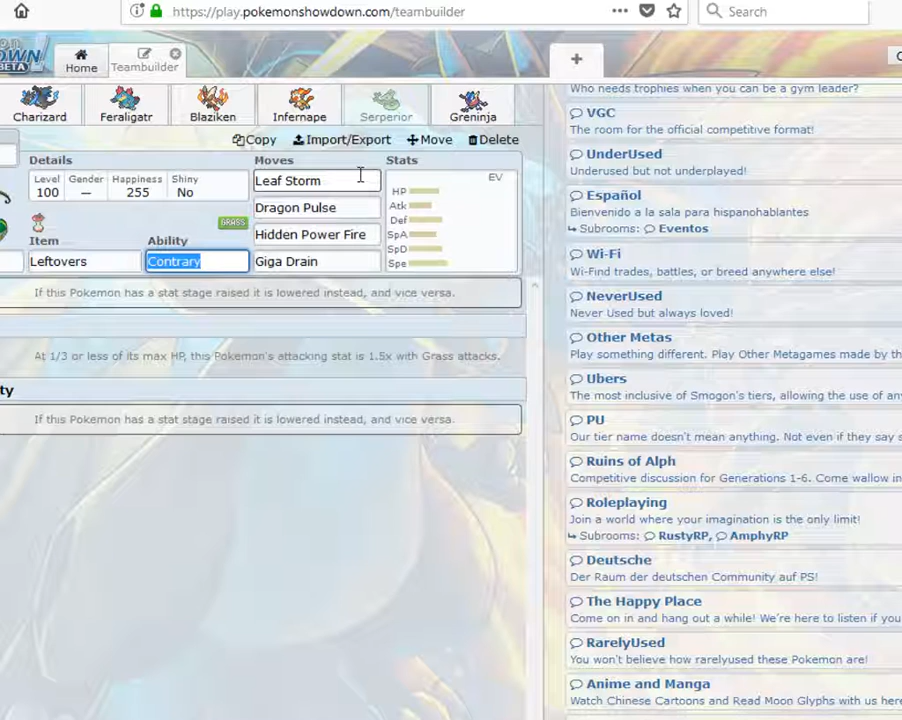 https://play.pokemonshowdown.com/teambuilder
Search
DOWN
BETA
Home
Teambuilder
Charizard
Feraligatr
Blaziken
Infernape
Serperior
Greninja
Copy
Import/Export
Move
Delete
Details
Moves
Stats
Level
100
Gender
—
Happiness
255
Shiny
No
GRASS
Item
Leftovers
Ability
Contrary
Leaf Storm
Dragon Pulse
Hidden Power Fire
Giga Drain
EV
HP
Atk
Def
SpA
SpD
Spe
If this Pokemon has a stat stage raised it is lowered instead, and vice versa.
At 1/3 or less of its max HP, this Pokemon's attacking stat is 1.5x with Grass attacks.
ty
If this Pokemon has a stat stage raised it is lowered instead, and vice versa.
Who needs trophies when you can be a gym leader?
VGC
The room for the official competitive format!
UnderUsed
Underused but not underplayed!
Español
Bienvenido a la sala para hispanohablantes
↳ Subrooms: Eventos
Wi-Fi
Wi-Find trades, battles, or breed anywhere else!
NeverUsed
Never Used but always loved!
Other Metas
Play something different. Play Other Metagames made by th
Ubers
The most inclusive of Smogon's tiers, allowing the use of an
PU
Our tier name doesn't mean anything. Not even if they say s
Ruins of Alph
Competitive discussion for Generations 1-6. Come wallow in
Roleplaying
Join a world where your imagination is the only limit!
↳ Subrooms: RustyRP, AmphyRP
Deutsche
Der Raum der deutschen Community auf PS!
The Happy Place
Come on in and hang out a while! We're here to listen if you
RarelyUsed
You won't believe how rarelyused these Pokemon are!
Anime and Manga
Watch Chinese Cartoons and Read Moon Glyphs with us here